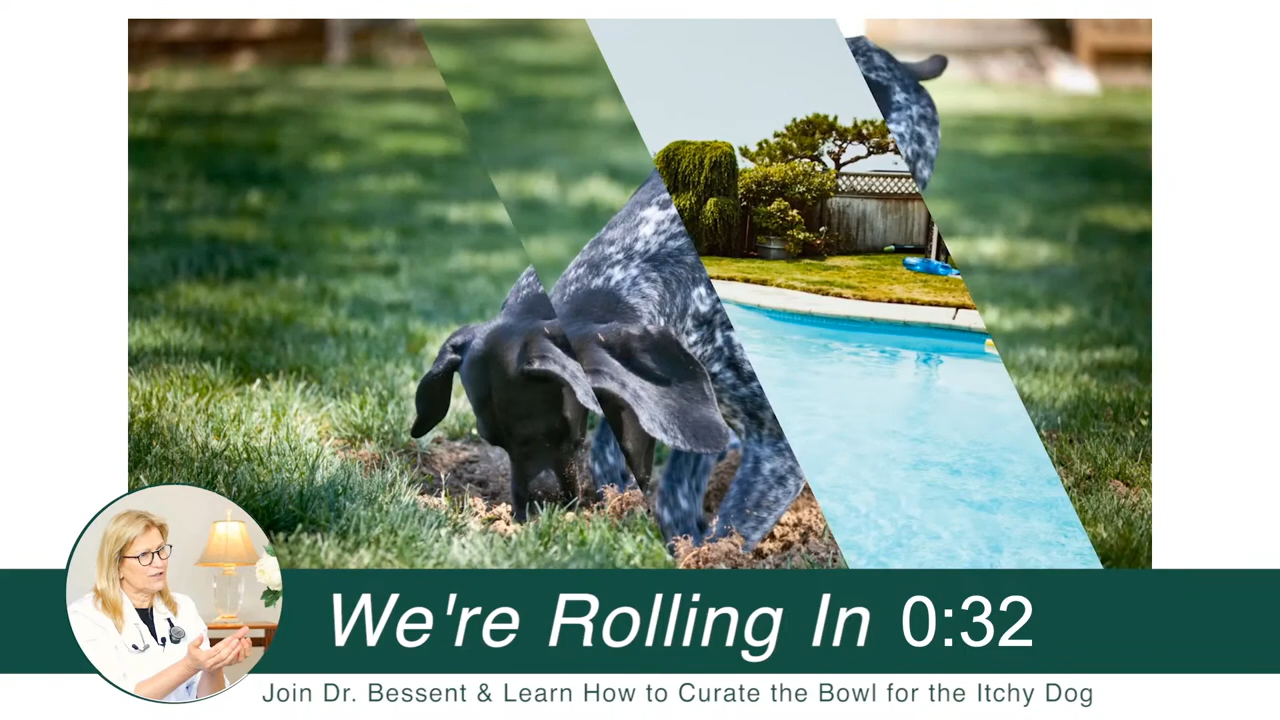 We're Rolling In 0:32
Join Dr. Bessent & Learn How to Curate the Bowl for the Itchy Dog